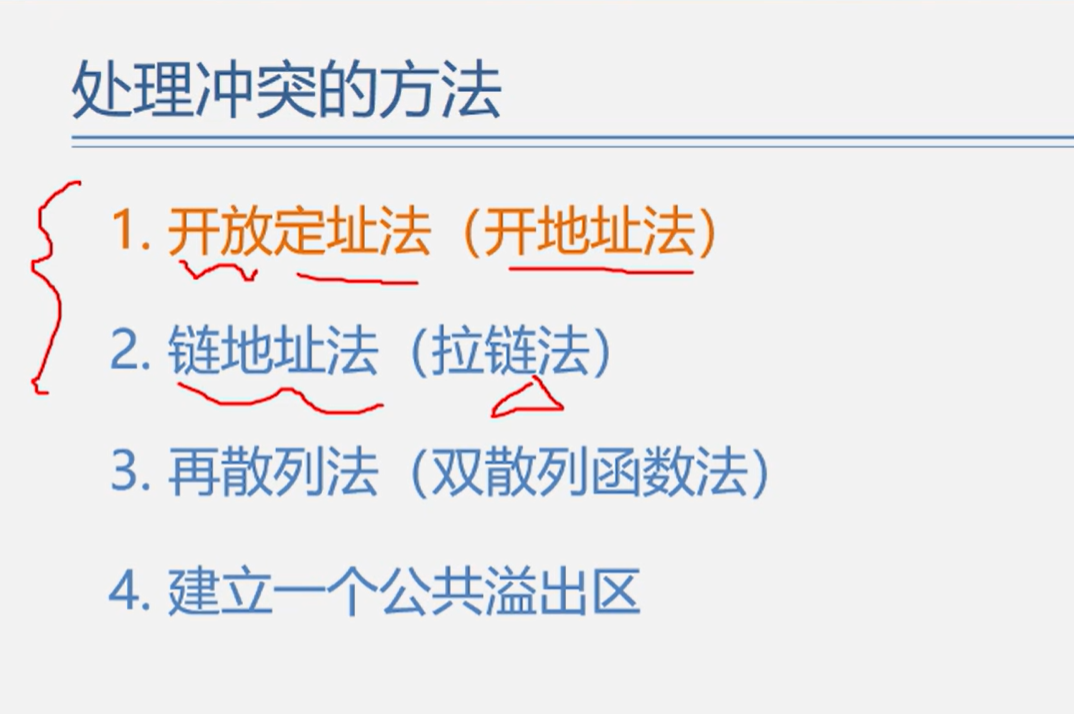 处理冲突的方法
1. 开放定址法（开地址法）
2. 链地址法（拉链法）
3. 再散列法（双散列函数法）
4. 建立一个公共溢出区